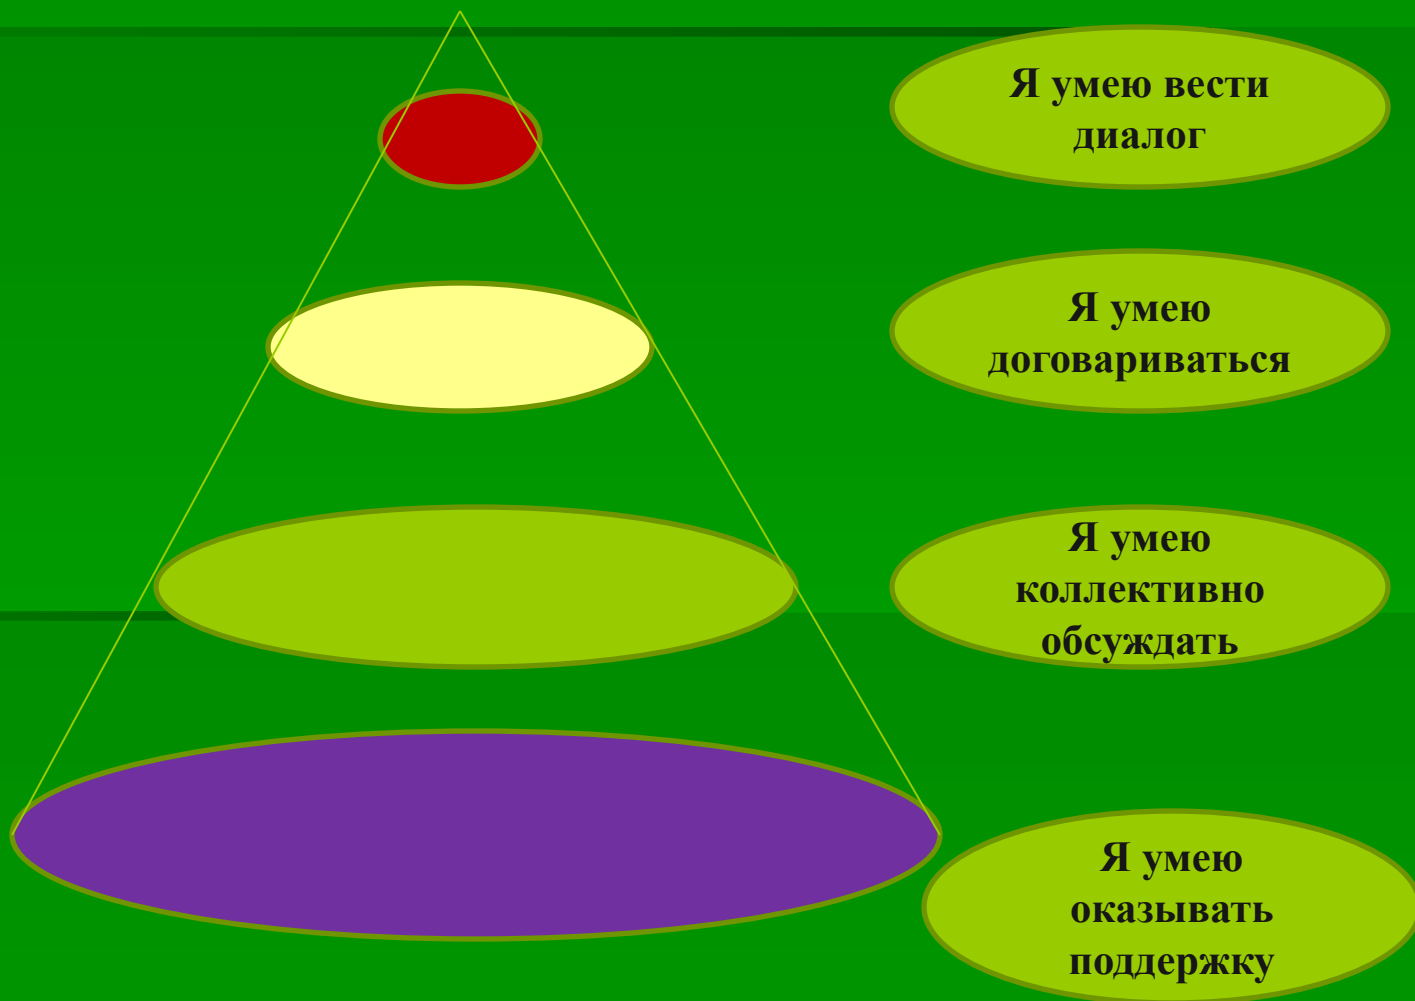 Я умею вести
диалог
Я умею
договариваться
Я умею
коллективно
обсуждать
Я умею
оказывать
поддержку